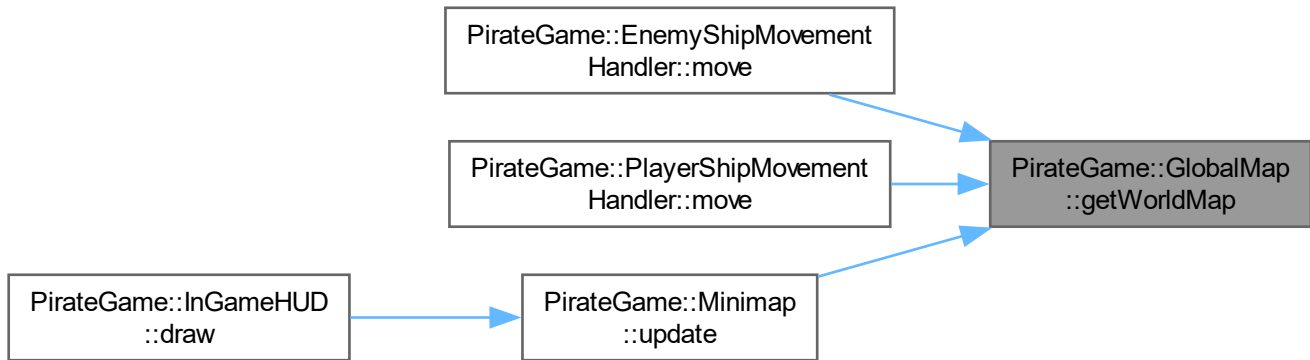 PirateGame::EnemyShipMovement
Handler::move
PirateGame::PlayerShipMovement
Handler::move
PirateGame::GlobalMap
::getWorldMap
PirateGame::InGameHUD
::draw
PirateGame::Minimap
::update